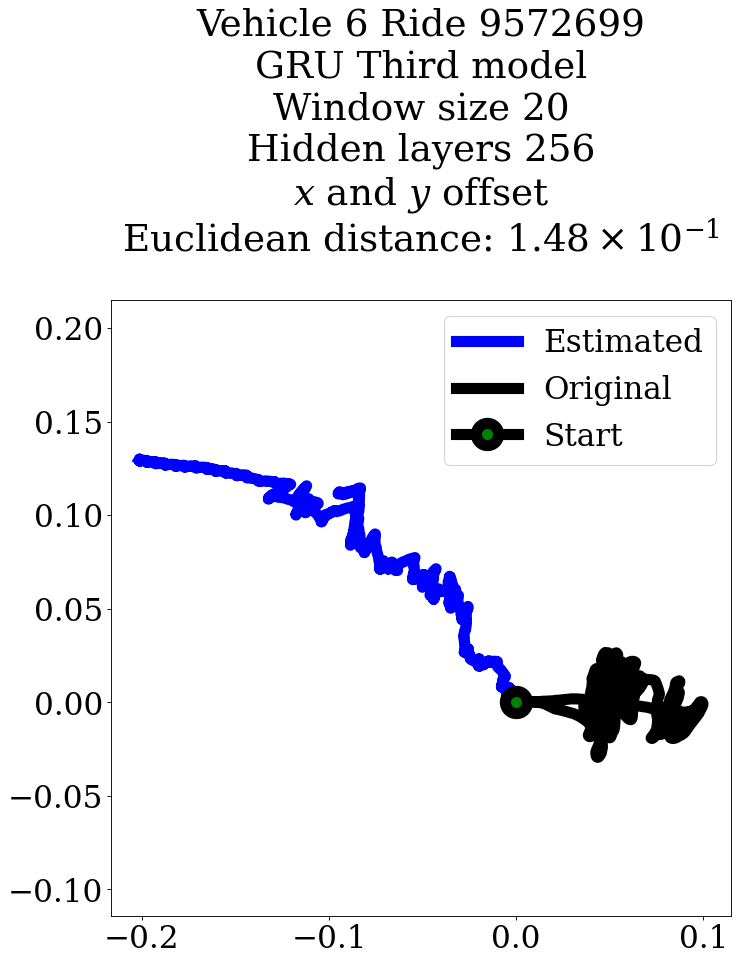 Vehicle 6 Ride 9572699
GRU Third model
Window size 20
Hidden layers 256
x and y offset
Euclidean distance: 1.48 × 10⁻¹
Estimated
Original
Start
0.20
0.15
0.10
0.05
0.00
−0.05
−0.10
−0.2 −0.1 0.0 0.1